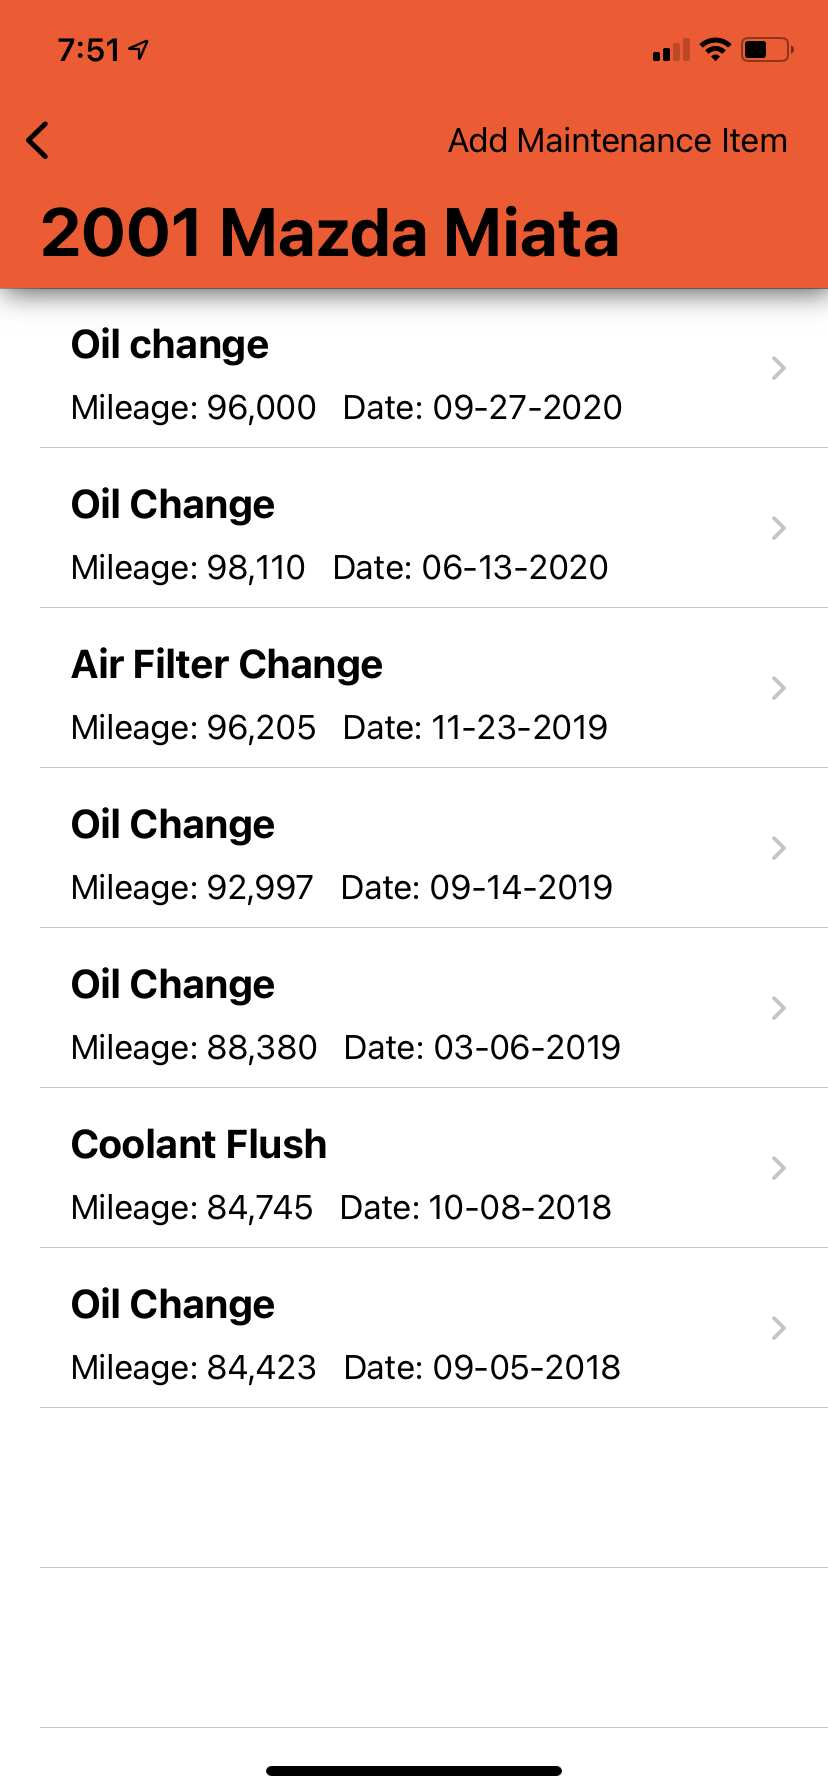 7:51
Add Maintenance Item
2001 Mazda Miata
Oil change
Mileage: 96,000 Date: 09-27-2020
Oil Change
Mileage: 98,110 Date: 06-13-2020
Air Filter Change
Mileage: 96,205 Date: 11-23-2019
Oil Change
Mileage: 92,997 Date: 09-14-2019
Oil Change
Mileage: 88,380 Date: 03-06-2019
Coolant Flush
Mileage: 84,745 Date: 10-08-2018
Oil Change
Mileage: 84,423 Date: 09-05-2018